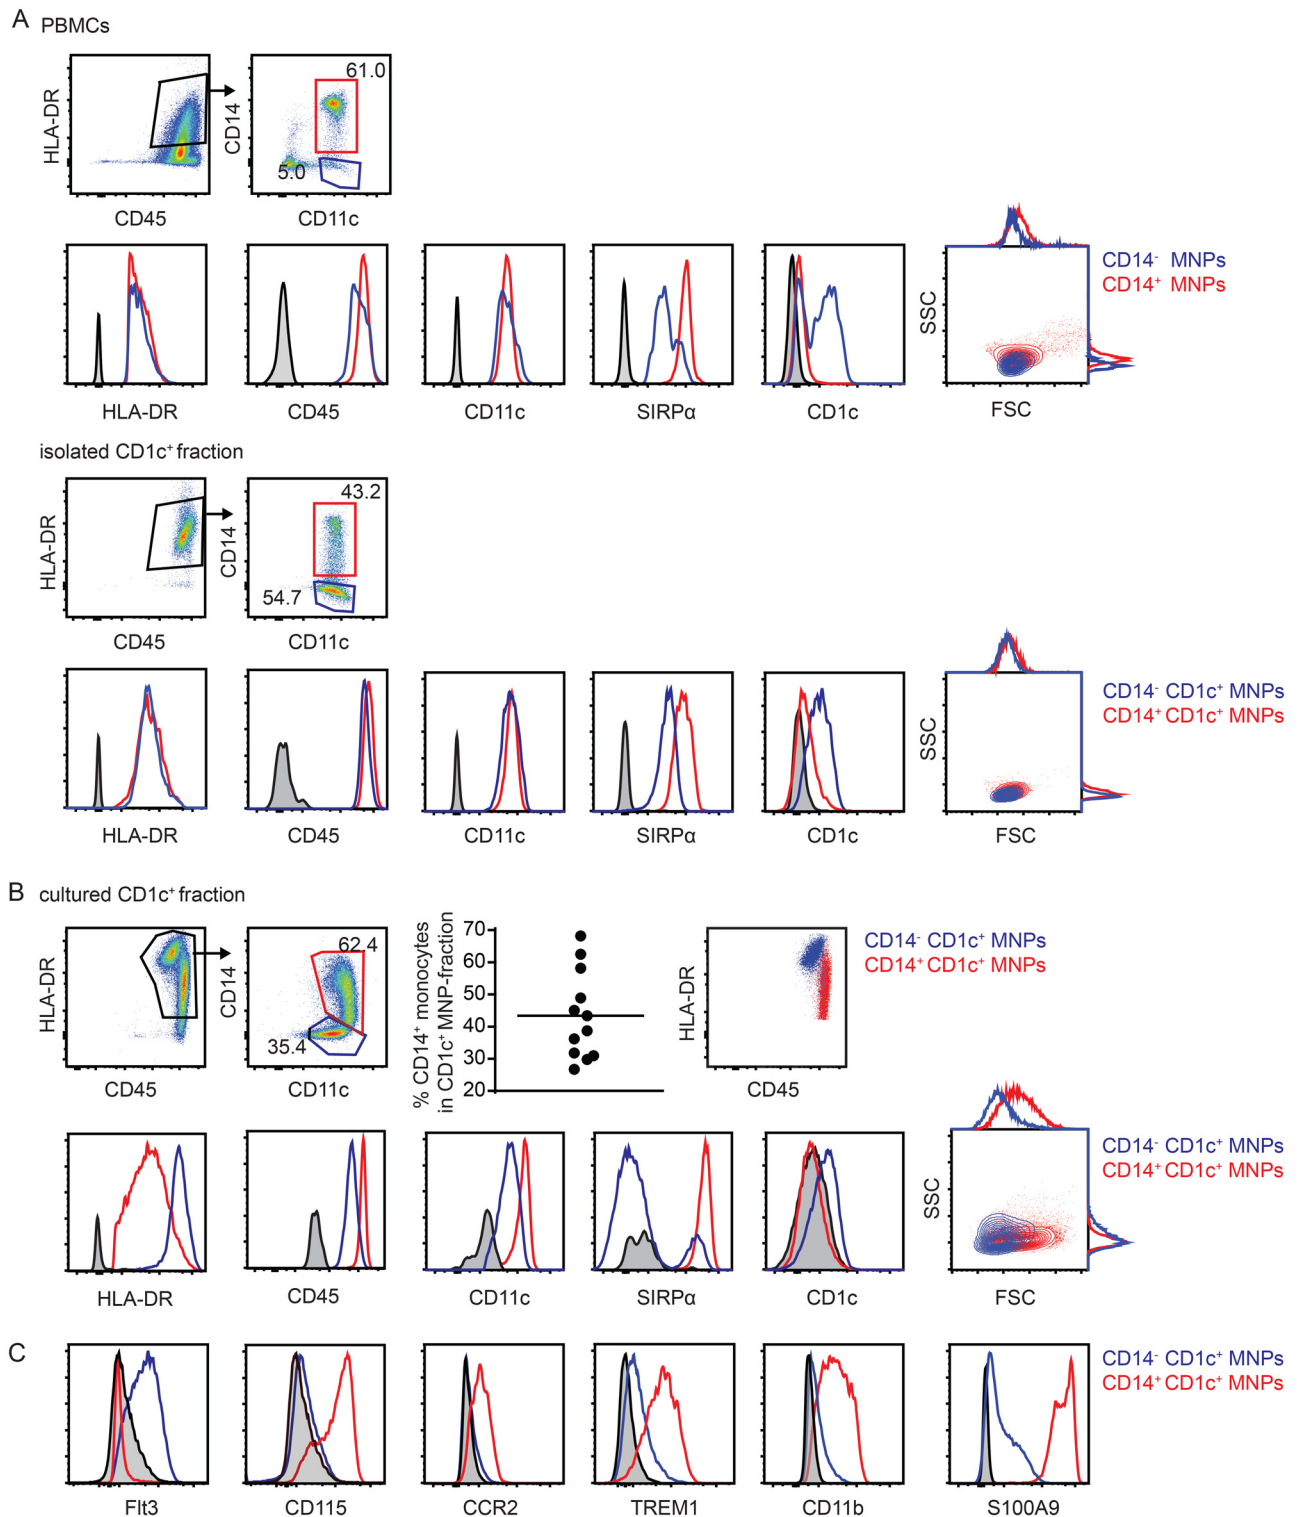 A PBMCs
HLA-DR
CD14
61.0
5.0
CD45
CD11c
CD14⁻ MNPs
CD14⁺ MNPs
SSC
HLA-DR
CD45
CD11c
SIRPα
CD1c
FSC
isolated CD1c⁺ fraction
HLA-DR
CD14
43.2
54.7
CD45
CD11c
CD14⁻ CD1c⁺ MNPs
CD14⁺ CD1c⁺ MNPs
SSC
HLA-DR
CD45
CD11c
SIRPα
CD1c
FSC
B cultured CD1c⁺ fraction
HLA-DR
CD14
62.4
35.4
CD45
CD11c
% CD14⁺ monocytes
in CD1c⁺ MNP-fraction
70
60
50
40
30
20
HLA-DR
CD45
CD14⁻ CD1c⁺ MNPs
CD14⁺ CD1c⁺ MNPs
CD14⁻ CD1c⁺ MNPs
CD14⁺ CD1c⁺ MNPs
SSC
HLA-DR
CD45
CD11c
SIRPα
CD1c
FSC
C
CD14⁻ CD1c⁺ MNPs
CD14⁺ CD1c⁺ MNPs
Flt3
CD115
CCR2
TREM1
CD11b
S100A9